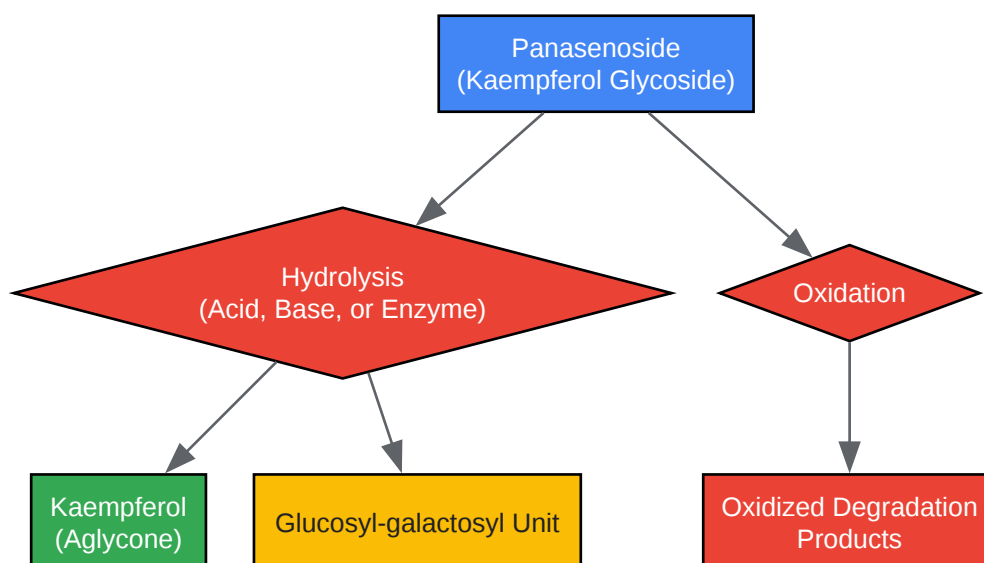 Panasenoside
(Kaempferol Glycoside)
Hydrolysis
(Acid, Base, or Enzyme)
Oxidation
Kaempferol
(Aglycone)
Glucosyl-galactosyl Unit
Oxidized Degradation
Products